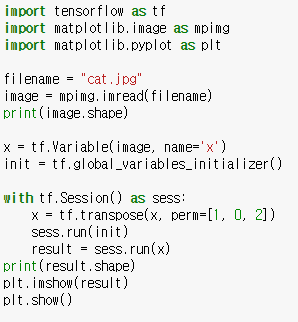 import tensorflow as tf
import matplotlib.image as mpimg
import matplotlib.pyplot as plt

filename = "cat.jpg"
image = mpimg.imread(filename)
print(image.shape)

x = tf.Variable(image, name='x')
init = tf.global_variables_initializer()

with tf.Session() as sess:
    x = tf.transpose(x, perm=[1, 0, 2])
    sess.run(init)
    result = sess.run(x)
print(result.shape)
plt.imshow(result)
plt.show()